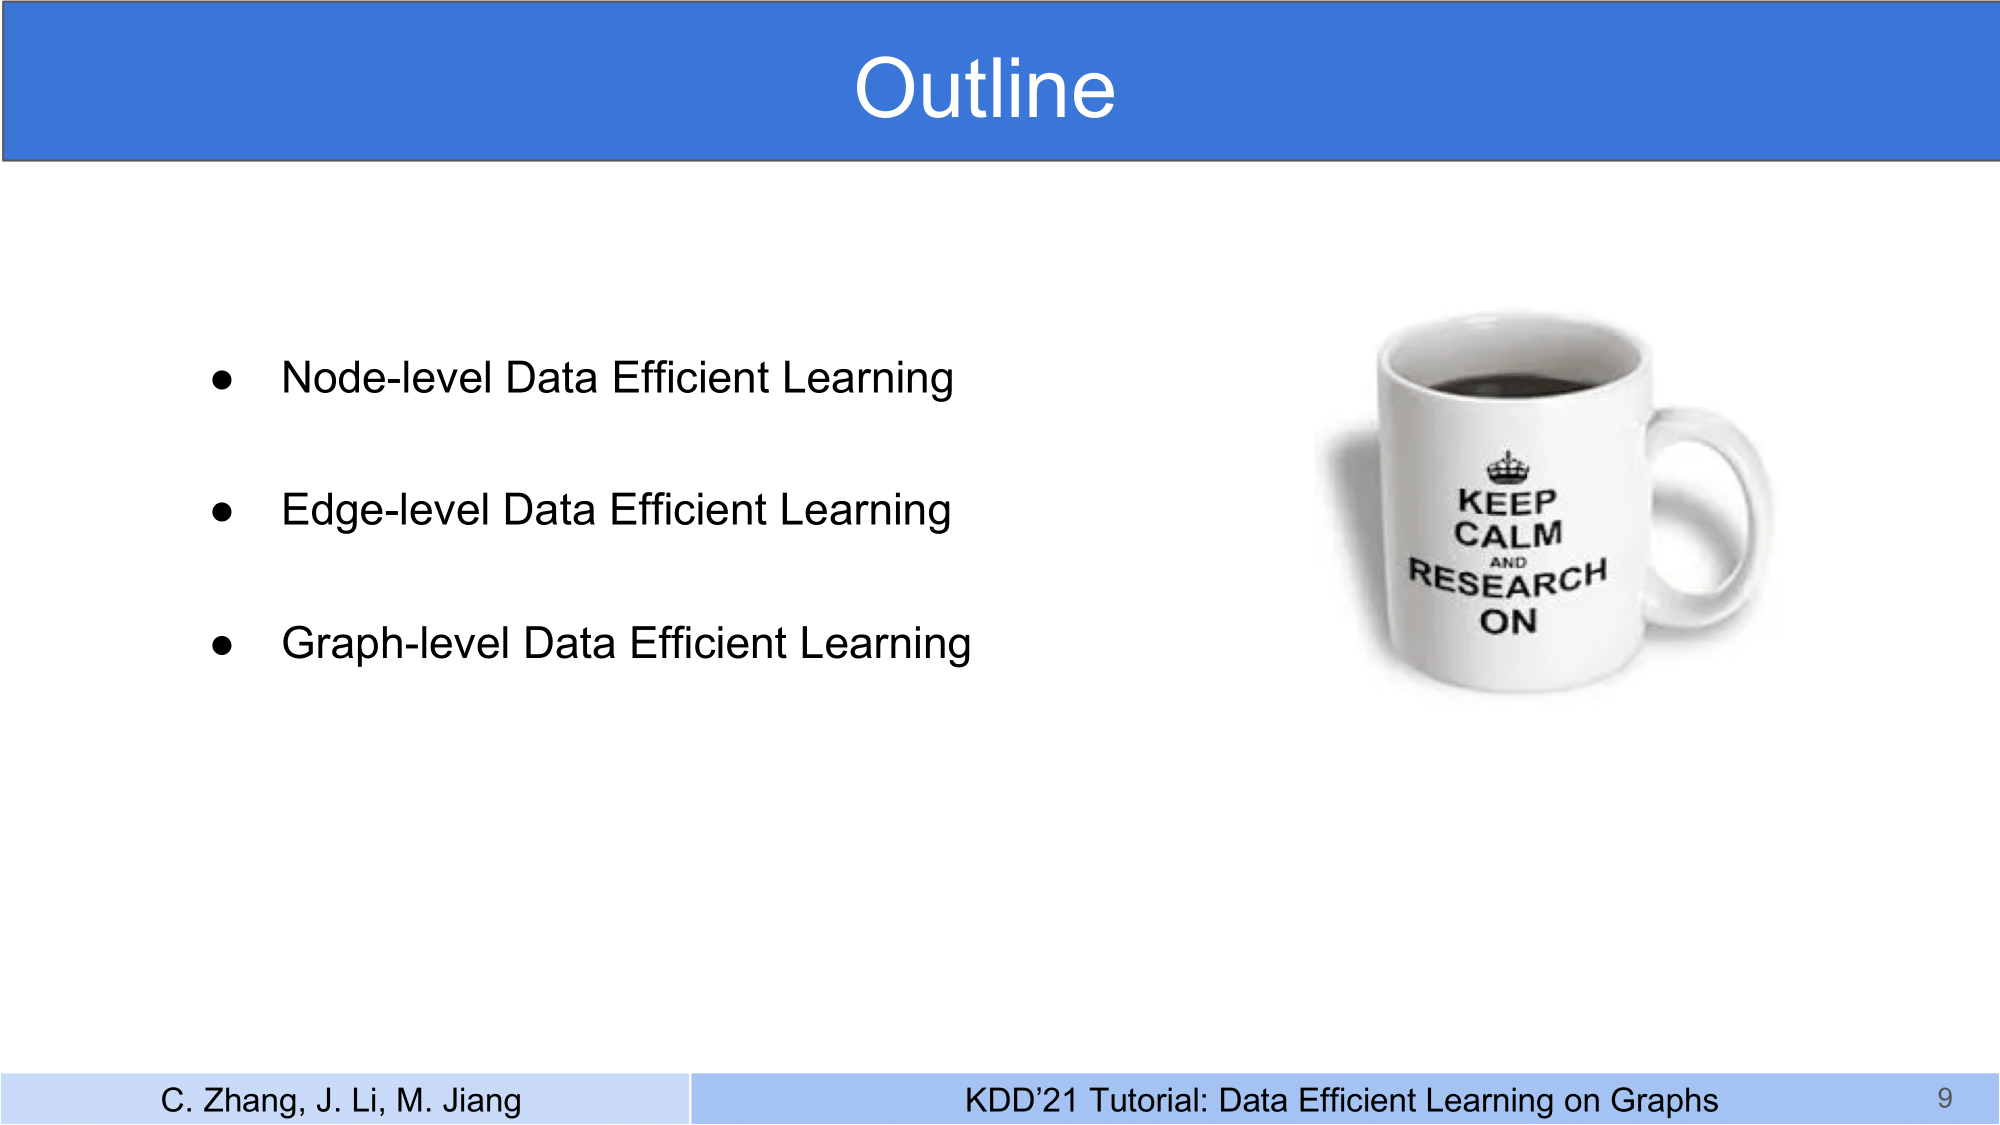 Outline
● Node-level Data Efficient Learning
● Edge-level Data Efficient Learning
● Graph-level Data Efficient Learning
KEEP
CALM
AND
RESEARCH
ON
C. Zhang, J. Li, M. Jiang
KDD’21 Tutorial: Data Efficient Learning on Graphs
9